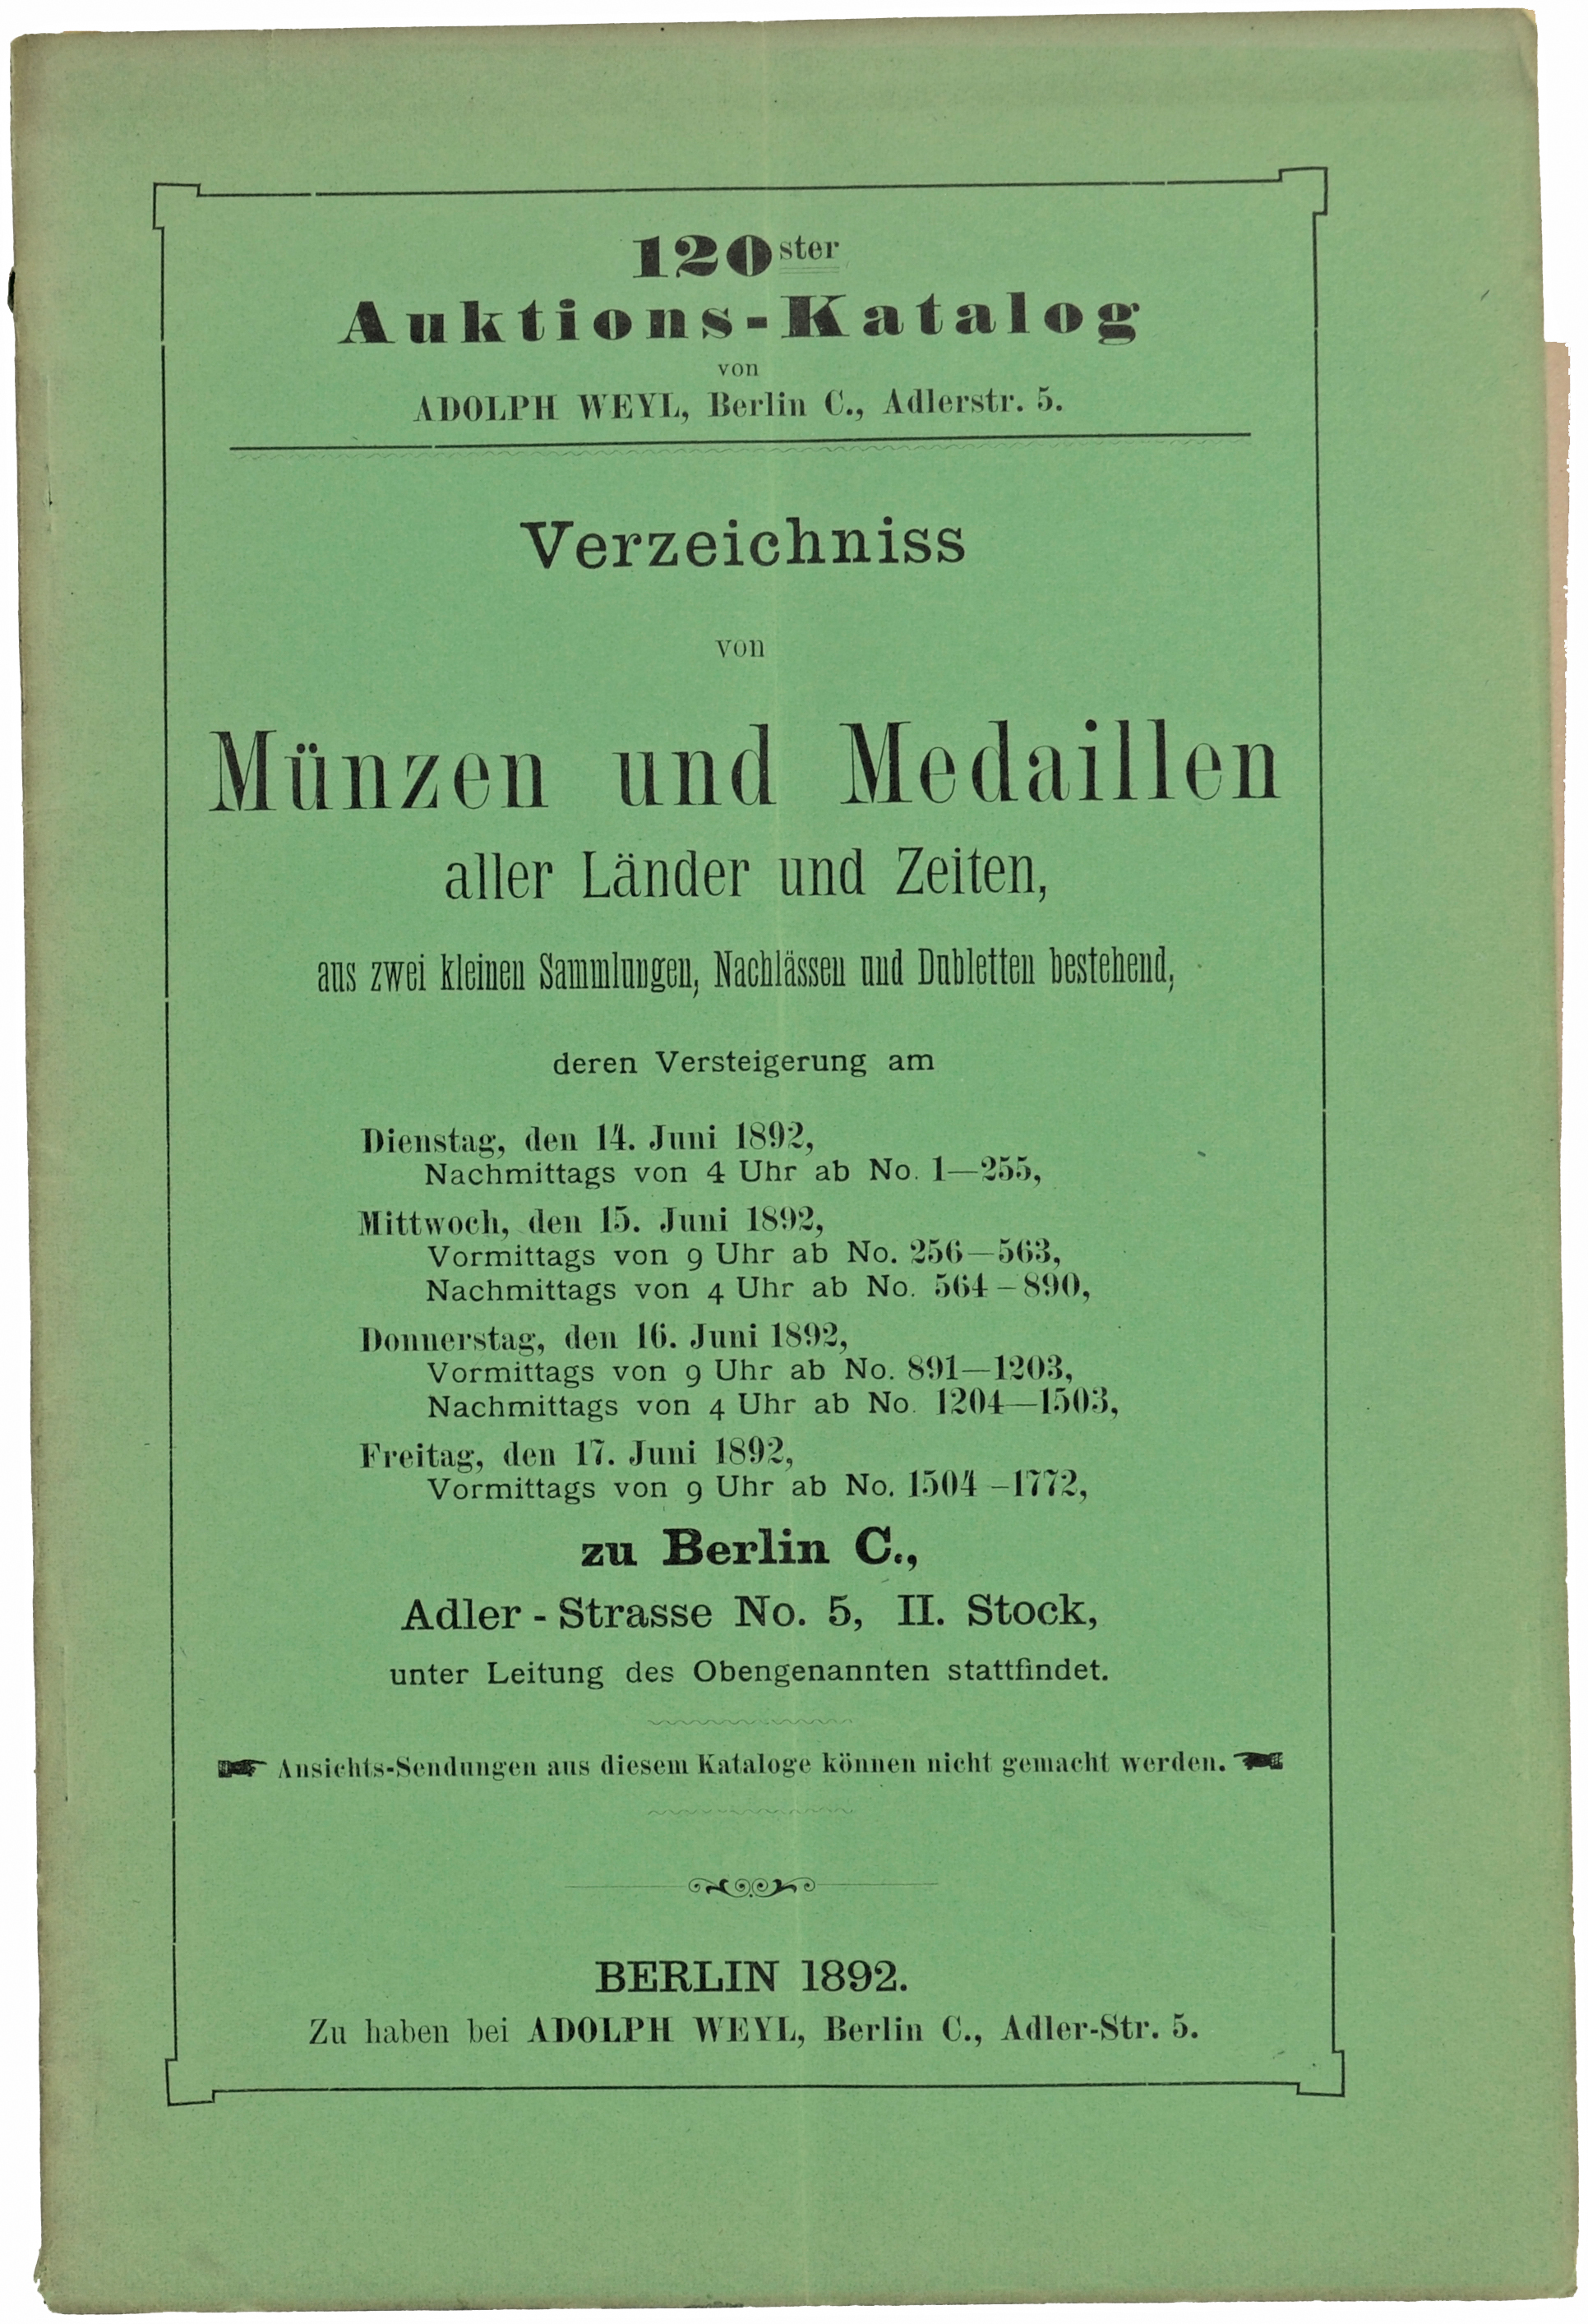 120ster
Auktions-Katalog
von
ADOLPH WEYL, Berlin C., Adlerstr. 5.
Verzeichniss
von
Münzen und Medaillen
aller Länder und Zeiten,
aus zwei kleinen Sammlungen, Nachlässen und Dubletten bestehend,
deren Versteigerung am
Dienstag, den 14. Juni 1892,
Nachmittags von 4 Uhr ab No. 1—255,
Mittwoch, den 15. Juni 1892,
Vormittags von 9 Uhr ab No. 256—563,
Nachmittags von 4 Uhr ab No. 564–890,
Donnerstag, den 16. Juni 1892,
Vormittags von 9 Uhr ab No. 891—1203,
Nachmittags von 4 Uhr ab No. 1204—1503,
Freitag, den 17. Juni 1892,
Vormittags von 9 Uhr ab No. 1504–1772,
zu Berlin C.,
Adler-Strasse No. 5, II. Stock,
unter Leitung des Obengenannten stattfindet.
Ansichts-Sendungen aus diesem Kataloge können nicht gemacht werden.
BERLIN 1892.
Zu haben bei ADOLPH WEYL, Berlin C., Adler-Str. 5.